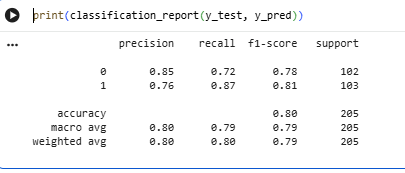 print(classification_report(y_test, y_pred))
precision recall f1-score support
0 0.85 0.72 0.78 102
1 0.76 0.87 0.81 103
accuracy 0.80 205
macro avg 0.80 0.79 0.79 205
weighted avg 0.80 0.80 0.79 205